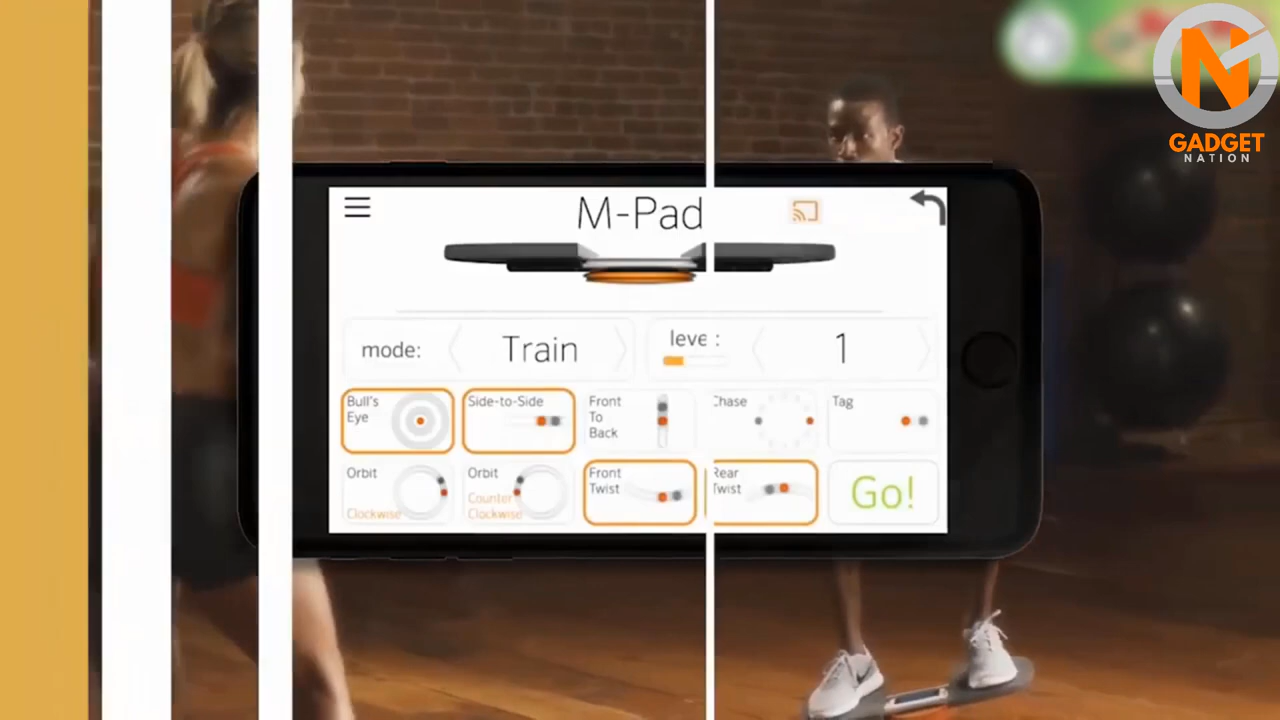 GADGET
NATION
M-Pad
mode:
Train
leve :
1
Bull's
Eye
Side-to-Side
Front
To
Back
Chase
Tag
Orbit
Clockwise
Orbit
Counter
Clockwise
Front
Twist
Rear
Twist
Go!